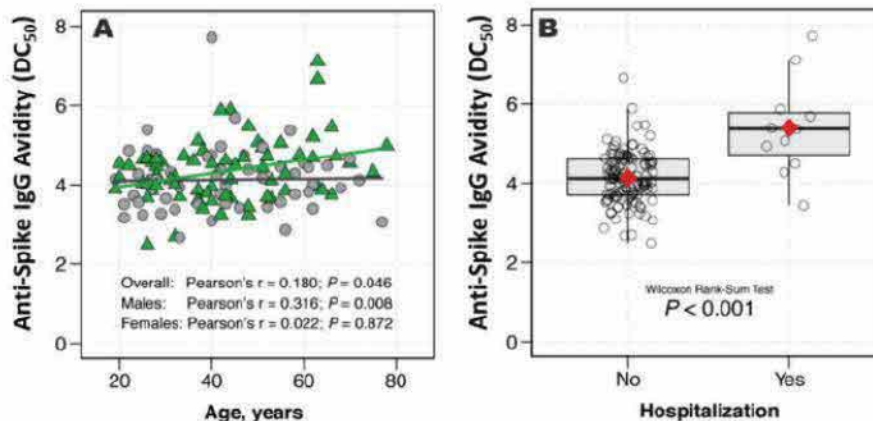 A
Anti-Spike IgG Avidity (DC50)
8
6
4
2
0
Overall: Pearson's r = 0.180; P = 0.046
Males: Pearson's r = 0.316; P = 0.008
Females: Pearson's r = 0.022; P = 0.872
20 40 60 80
Age, years
B
Anti-Spike IgG Avidity (DC50)
8
6
4
2
0
Wilcoxon Rank-Sum Test
P < 0.001
No Yes
Hospitalization